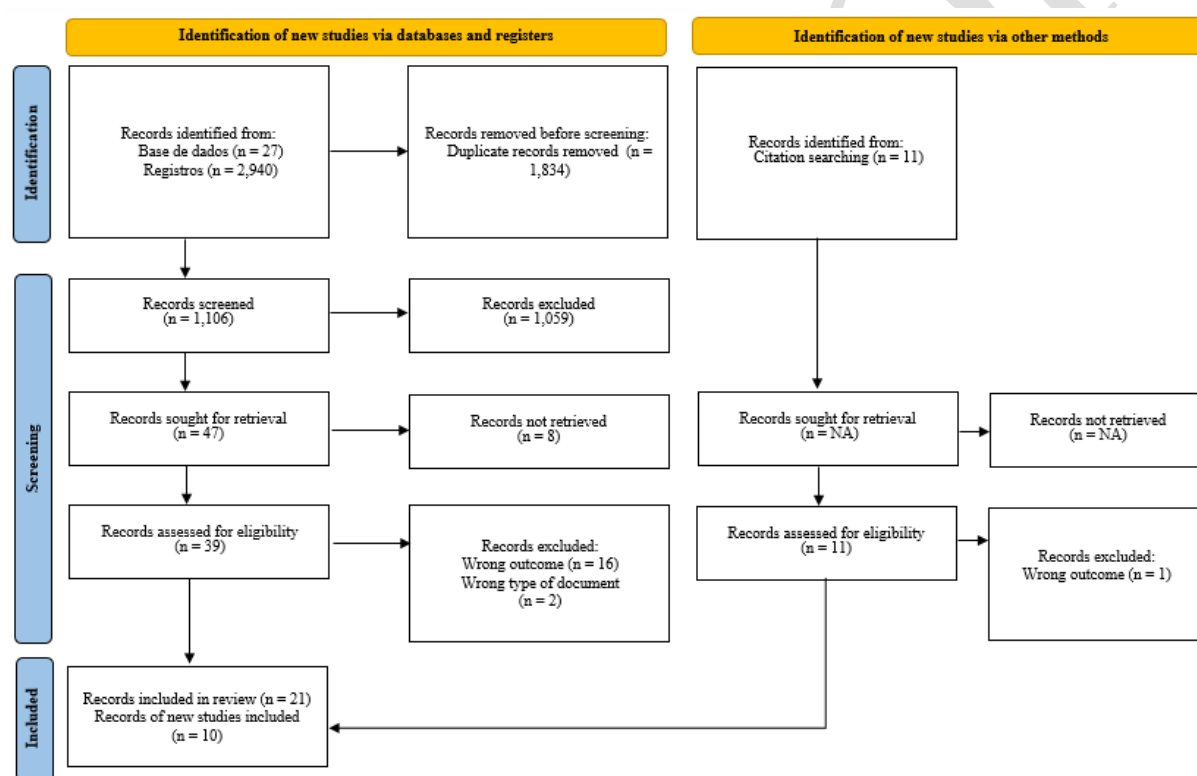 Identification of new studies via databases and registers
Identification of new studies via other methods
Identification
Records identified from:
Base de dados (n = 27)
Registros (n = 2,940)
Records removed before screening:
Duplicate records removed (n =
1,834)
Records identified from:
Citation searching (n = 11)
Screening
Records screened
(n = 1,106)
Records excluded
(n = 1,059)
Records sought for retrieval
(n = 47)
Records not retrieved
(n = 8)
Records sought for retrieval
(n = NA)
Records not retrieved
(n = NA)
Records assessed for eligibility
(n = 39)
Records excluded:
Wrong outcome (n = 16)
Wrong type of document
(n = 2)
Records assessed for eligibility
(n = 11)
Records excluded:
Wrong outcome (n = 1)
Included
Records included in review (n = 21)
Records of new studies included
(n = 10)